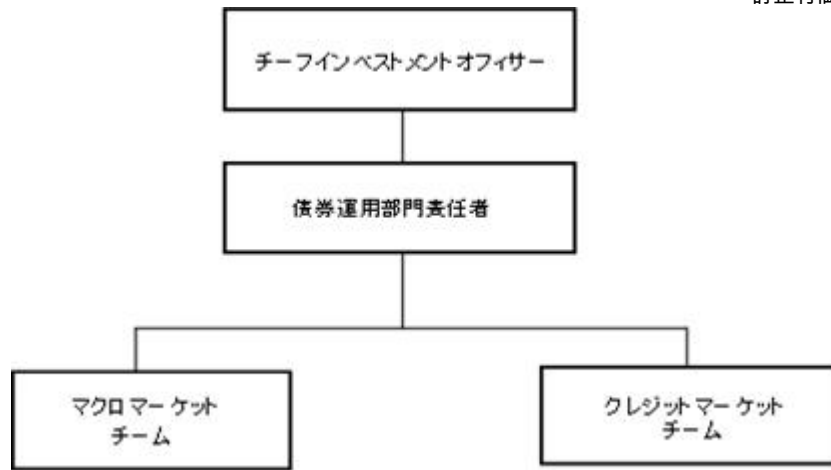 チーフインベストメントオフィサー
債券運用部門責任者
マクロマーケット
チーム
クレジットマーケット
チーム